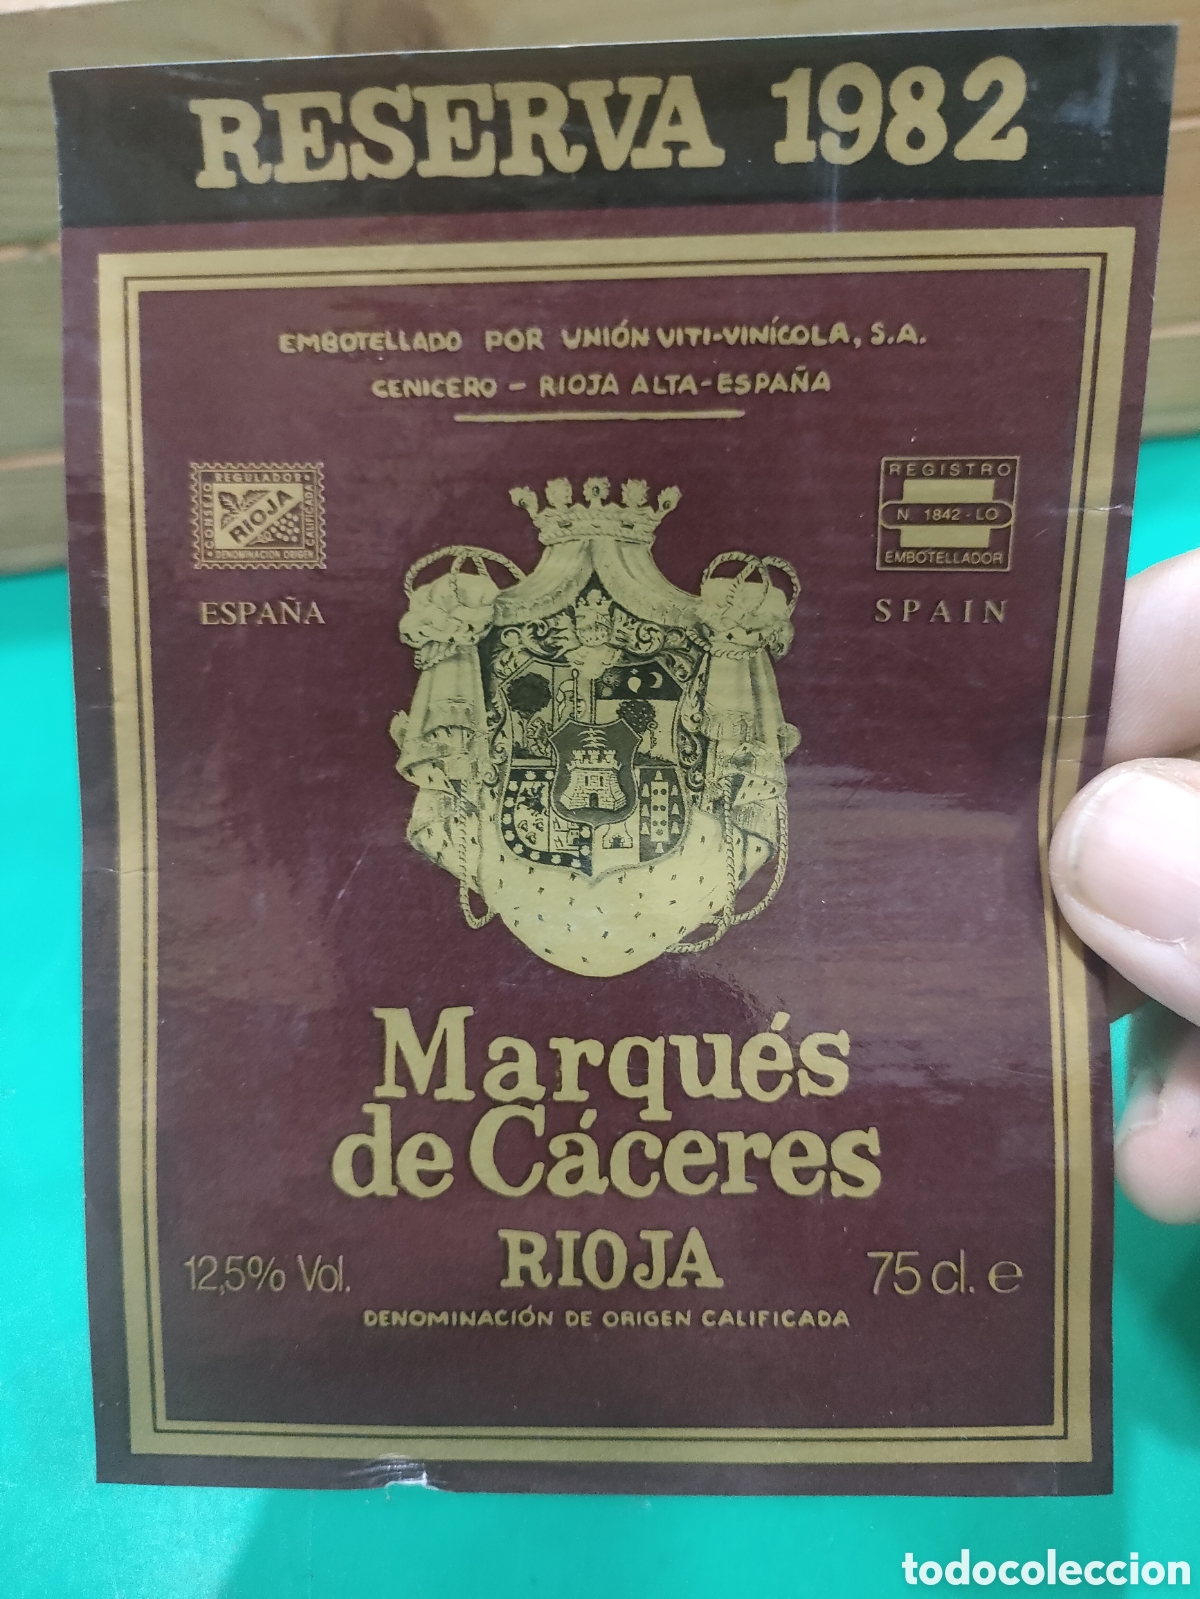 RESERVA 1982
EMBOTELLADO POR UNIÓN VITI-VINÍCOLA, S.A.
CENICERO - RIOJA ALTA - ESPAÑA
CONSEJO
REGULADOR
RIOJA
CALIFICADA
DENOMINACION ORIGEN
ESPAÑA
REGISTRO
N. 1842 - LO
EMBOTELLADOR
SPAIN
Marqués
de Cáceres
RIOJA
12,5% Vol.
75 cl. e
DENOMINACIÓN DE ORIGEN CALIFICADA
todocoleccion